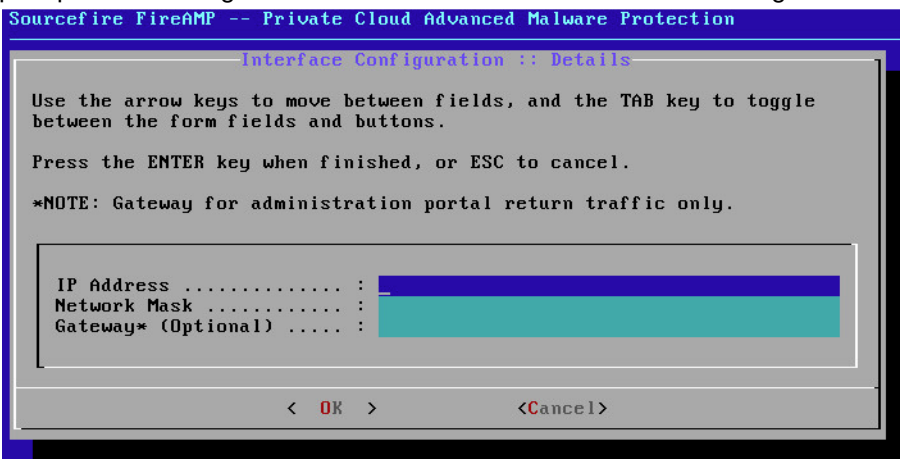 Sourcefire FireAMP -- Private Cloud Advanced Malware Protection
Interface Configuration :: Details
Use the arrow keys to move between fields, and the TAB key to toggle
between the form fields and buttons.
Press the ENTER key when finished, or ESC to cancel.
*NOTE: Gateway for administration portal return traffic only.
IP Address .............. : _
Network Mask ............ :
Gateway* (Optional) ..... :
< OK > <Cancel>